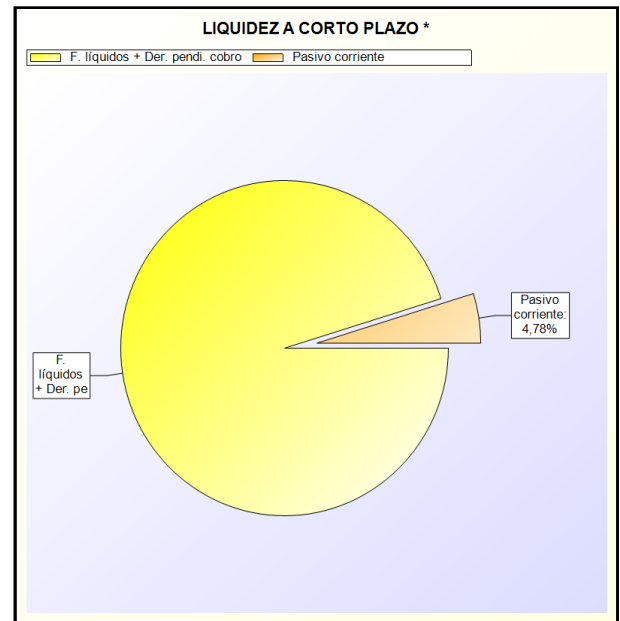 LIQUIDEZ A CORTO PLAZO *
F. líquidos + Der. pendi. cobro
Pasivo corriente
Pasivo
corriente:
4,78%
F.
líquidos
+ Der. pe